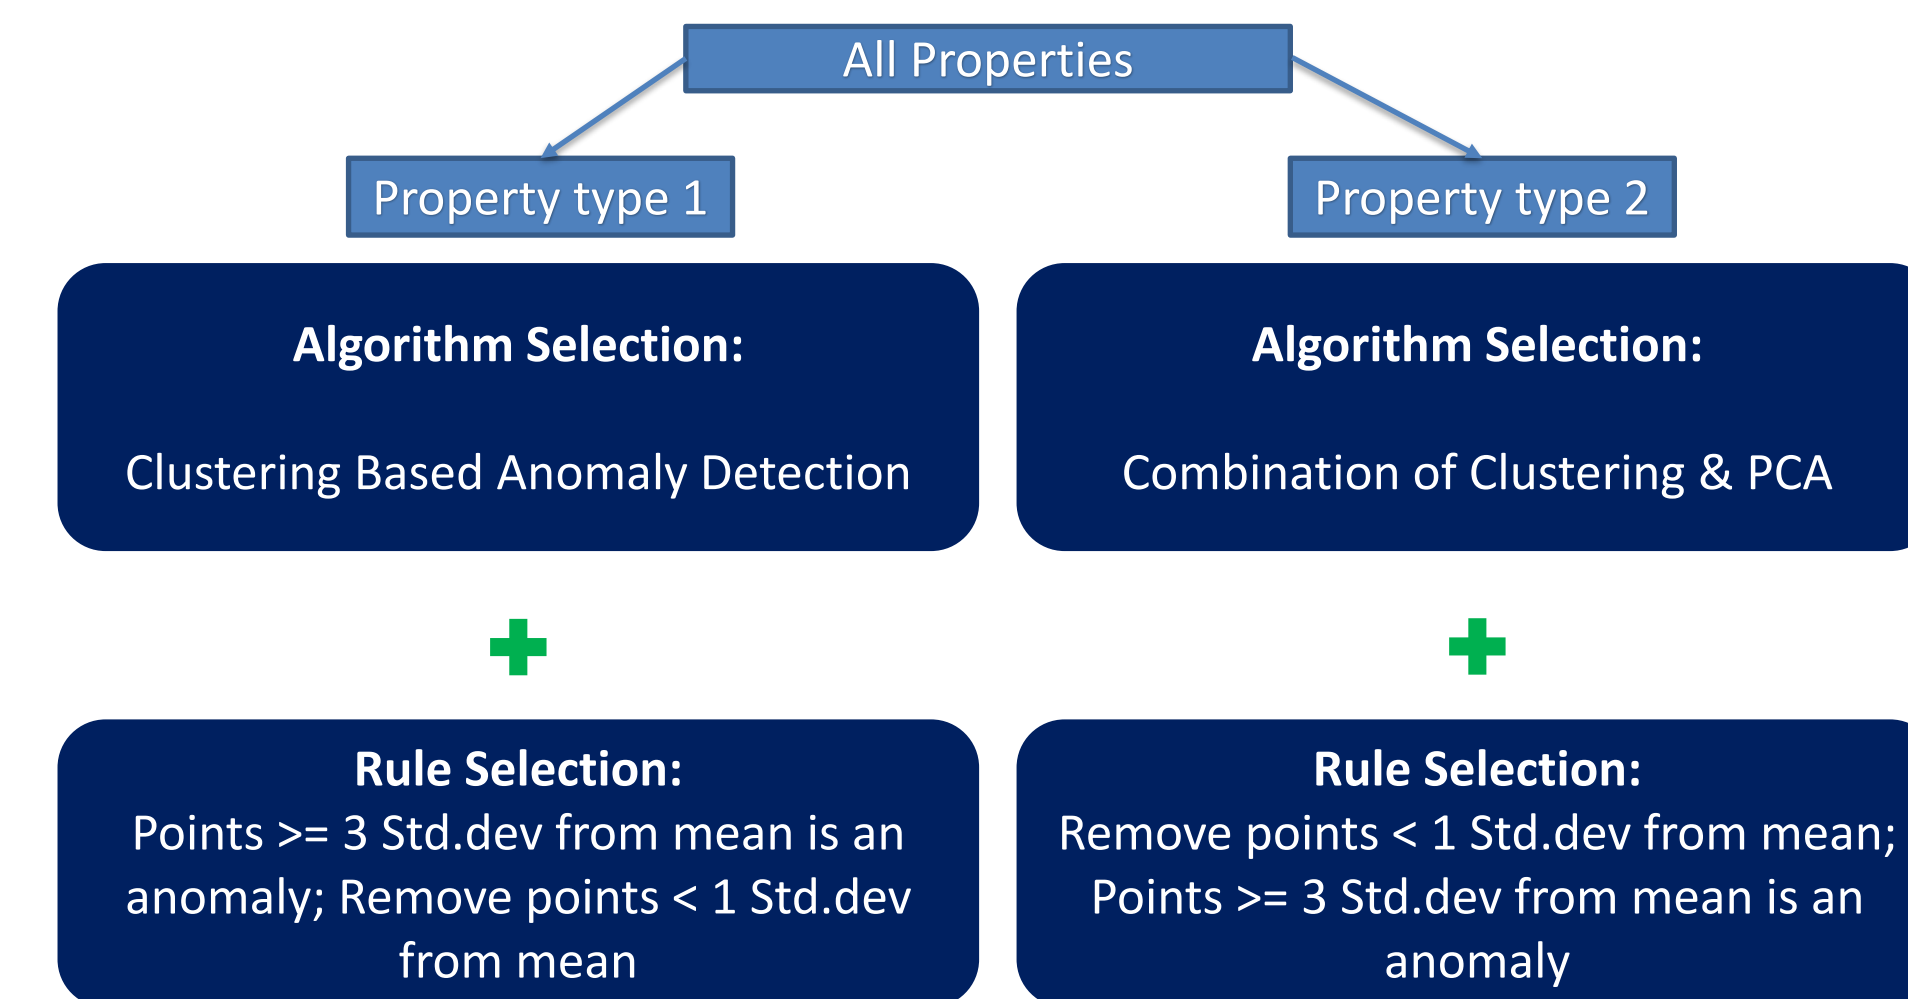 All Properties
Property type 1
Property type 2
Algorithm Selection:
Clustering Based Anomaly Detection
Algorithm Selection:
Combination of Clustering & PCA
Rule Selection:
Points >= 3 Std.dev from mean is an
anomaly; Remove points < 1 Std.dev
from mean
Rule Selection:
Remove points < 1 Std.dev from mean;
Points >= 3 Std.dev from mean is an
anomaly